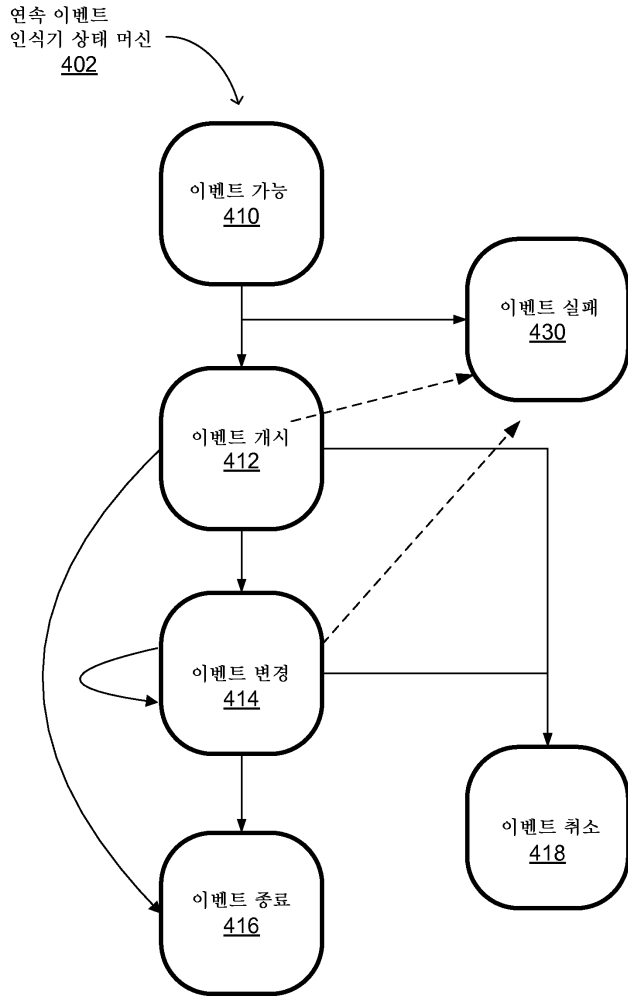 연속 이벤트
인식기 상태 머신
402
이벤트 가능
410
이벤트 실패
430
이벤트 개시
412
이벤트 변경
414
이벤트 취소
418
이벤트 종료
416